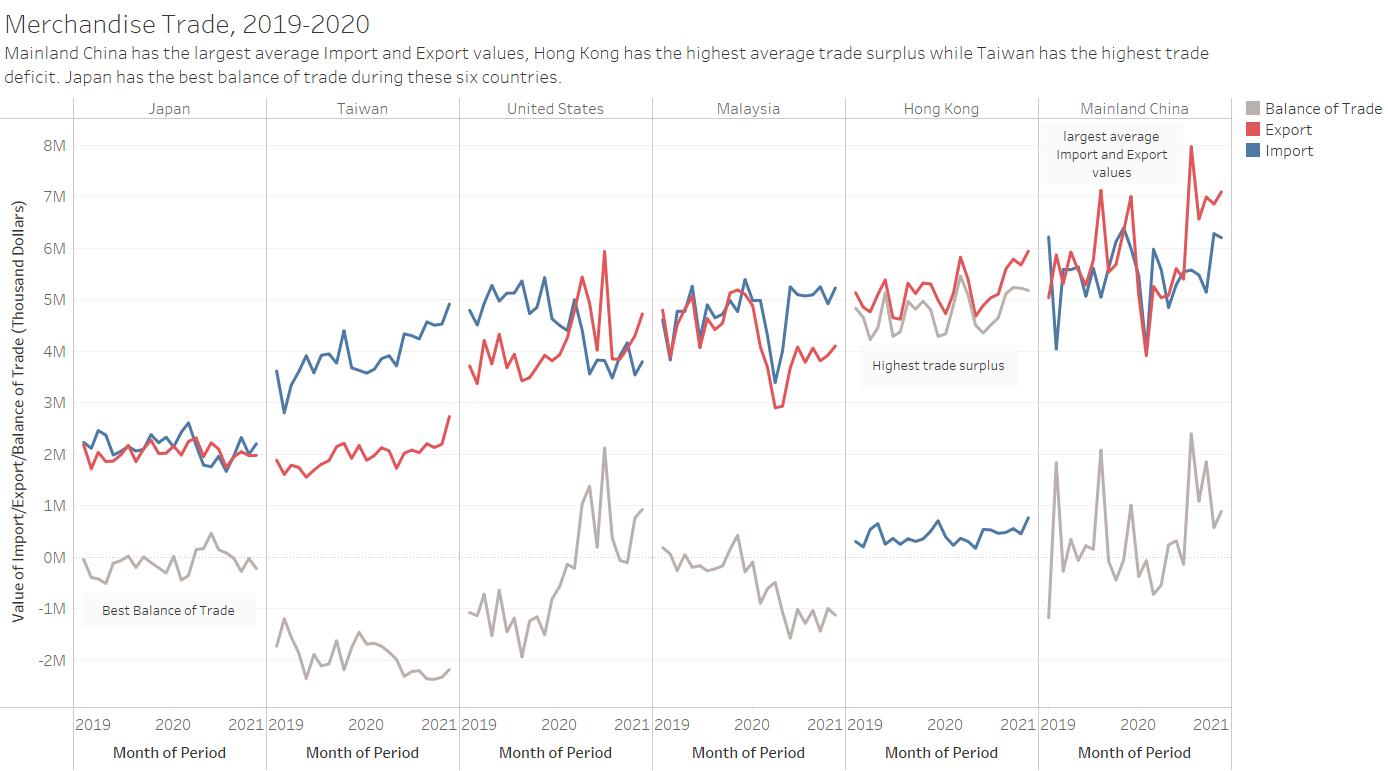 Merchandise Trade, 2019-2020
Mainland China has the largest average Import and Export values, Hong Kong has the highest average trade surplus while Taiwan has the highest trade
deficit. Japan has the best balance of trade during these six countries.
Japan Taiwan United States Malaysia Hong Kong Mainland China
Balance of Trade
Export
Import
Value of Import/Export/Balance of Trade (Thousand Dollars)
8M
7M
6M
5M
4M
3M
2M
1M
0M
-1M
-2M
largest average
Import and Export
values
Highest trade surplus
Best Balance of Trade
2019 2020 2021 2019 2020 2021 2019 2020 2021 2019 2020 2021 2019 2020 2021 2019 2020 2021
Month of Period Month of Period Month of Period Month of Period Month of Period Month of Period